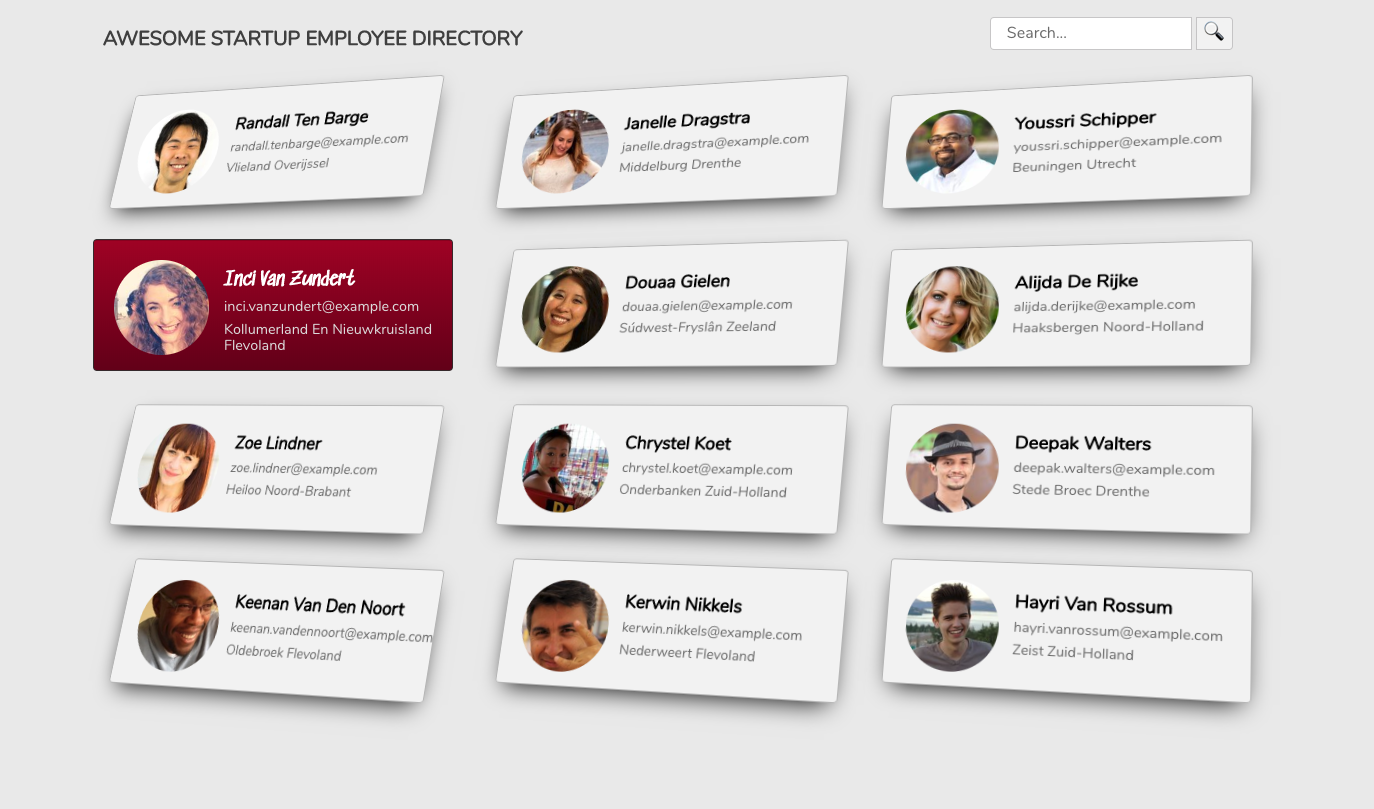 AWESOME STARTUP EMPLOYEE DIRECTORY
Search...
Randall Ten Barge
randall.tenbarge@example.com
Vlieland Overijssel
Janelle Dragstra
janelle.dragstra@example.com
Middelburg Drenthe
Youssri Schipper
youssri.schipper@example.com
Beuningen Utrecht
Inci Van Zundert
inci.vanzundert@example.com
Kollumerland En Nieuwkruisland
Flevoland
Douaa Gielen
douaa.gielen@example.com
Súdwest-Fryslân Zeeland
Alijda De Rijke
alijda.derijke@example.com
Haaksbergen Noord-Holland
Zoe Lindner
zoe.lindner@example.com
Heiloo Noord-Brabant
Chrystel Koet
chrystel.koet@example.com
Onderbanken Zuid-Holland
Deepak Walters
deepak.walters@example.com
Stede Broec Drenthe
Keenan Van Den Noort
keenan.vandennoort@example.com
Oldebroek Flevoland
Kerwin Nikkels
kerwin.nikkels@example.com
Nederweert Flevoland
Hayri Van Rossum
hayri.vanrossum@example.com
Zeist Zuid-Holland